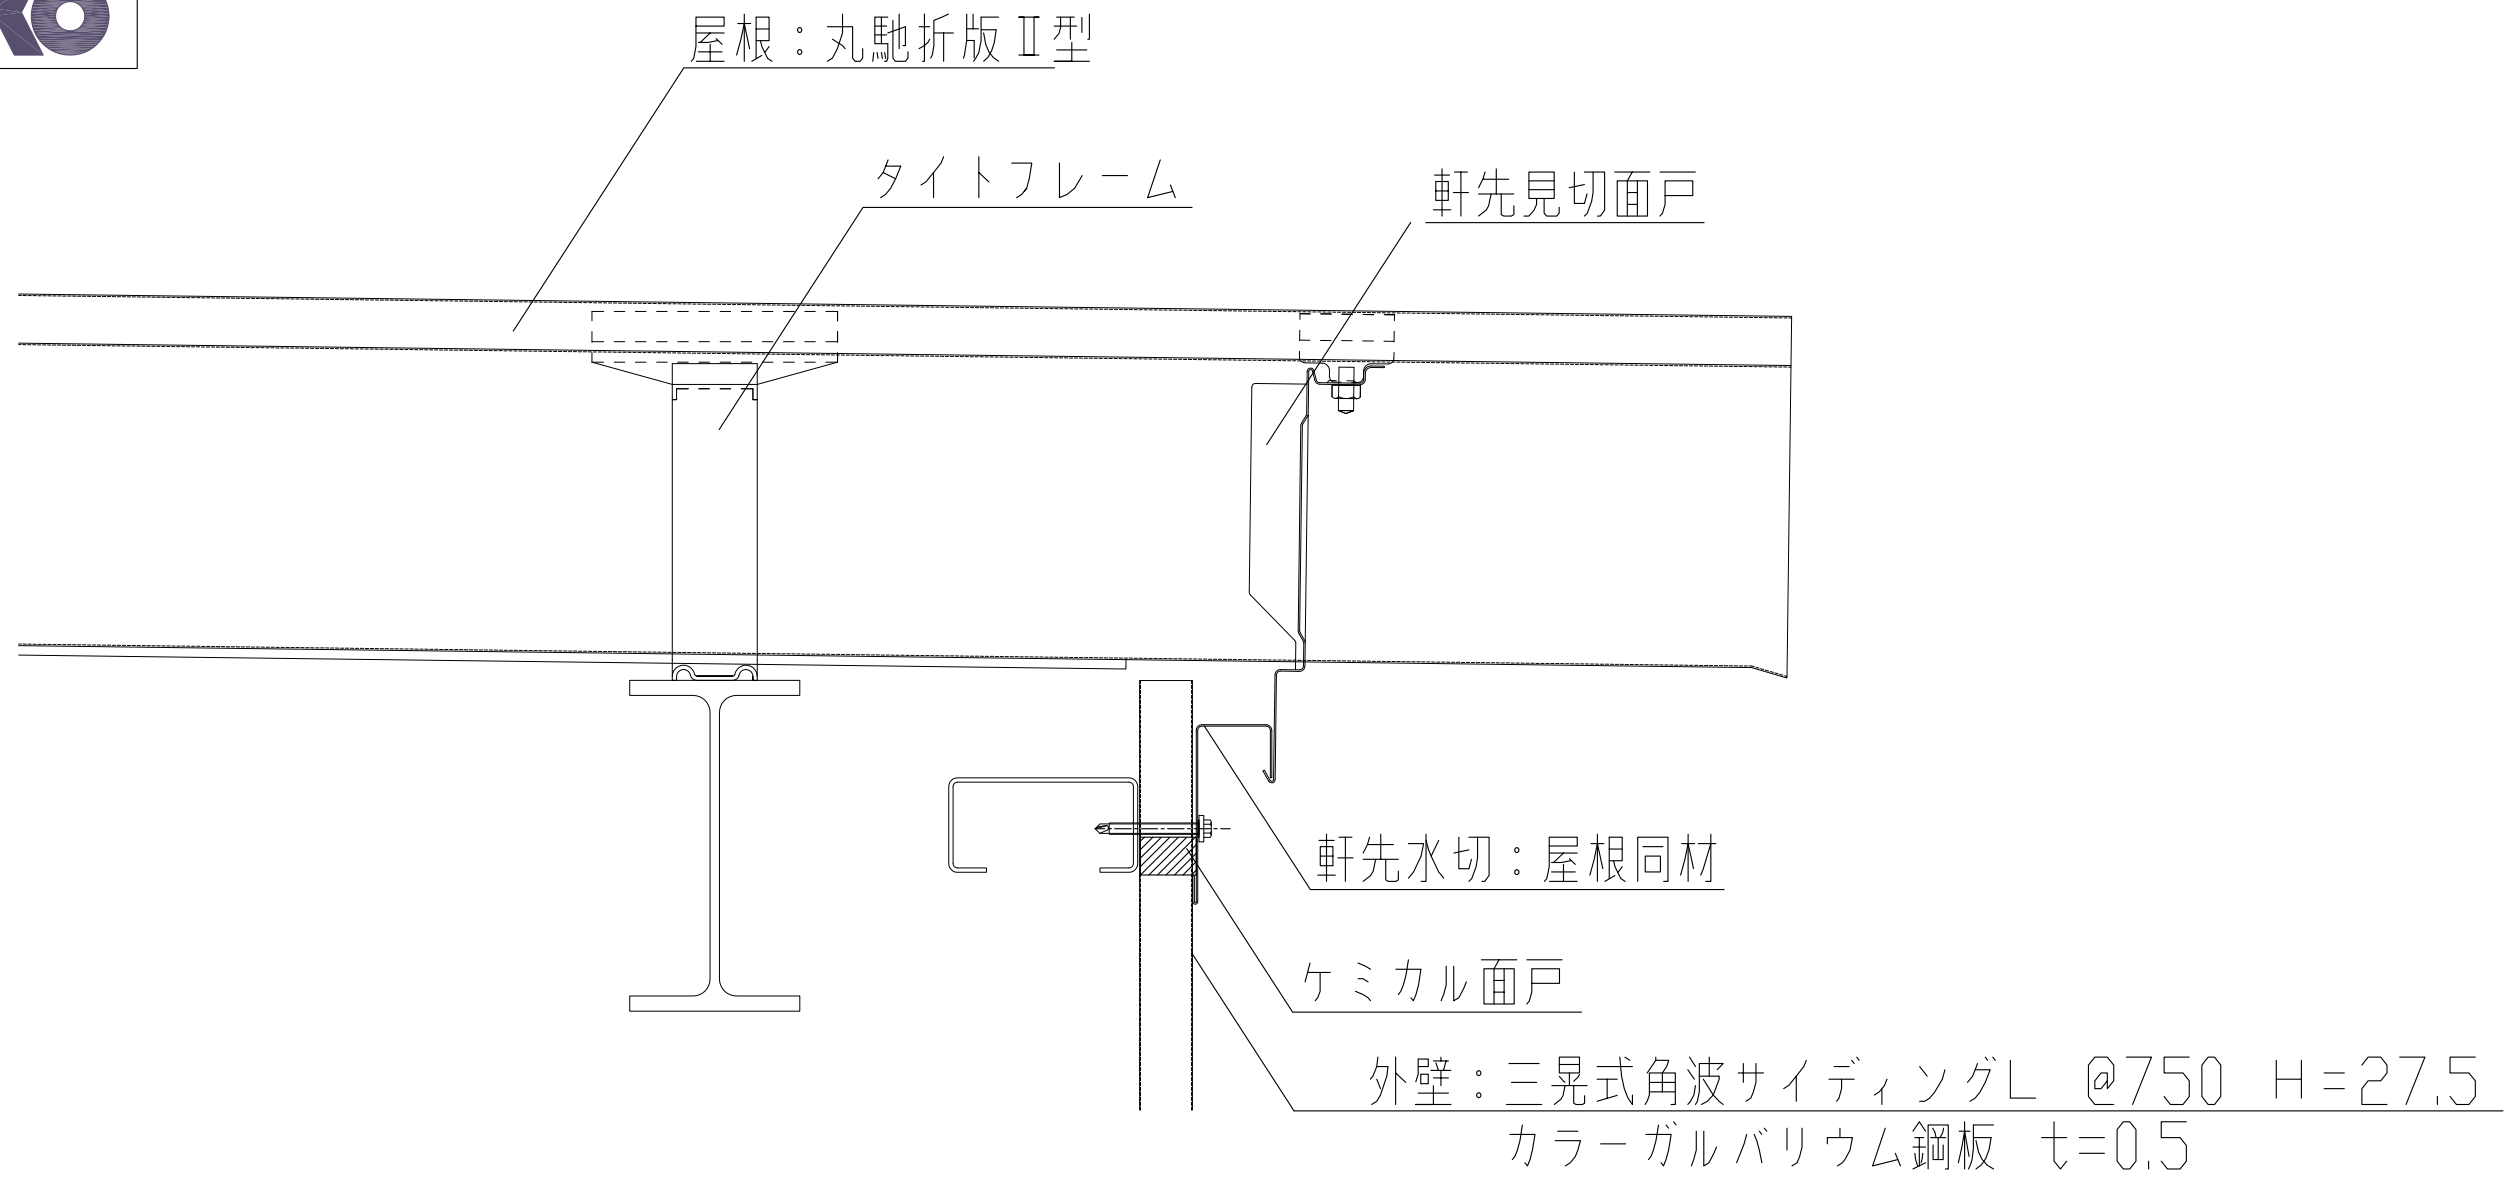 KO
屋根：丸馳折版Ⅱ型
タイトフレーム
軒先見切面戸
軒先水切：屋根同材
ケミカル面戸
外壁：三晃式角波サイディングL @750 H=27.5
カラーガルバリウム鋼板 t=0.5